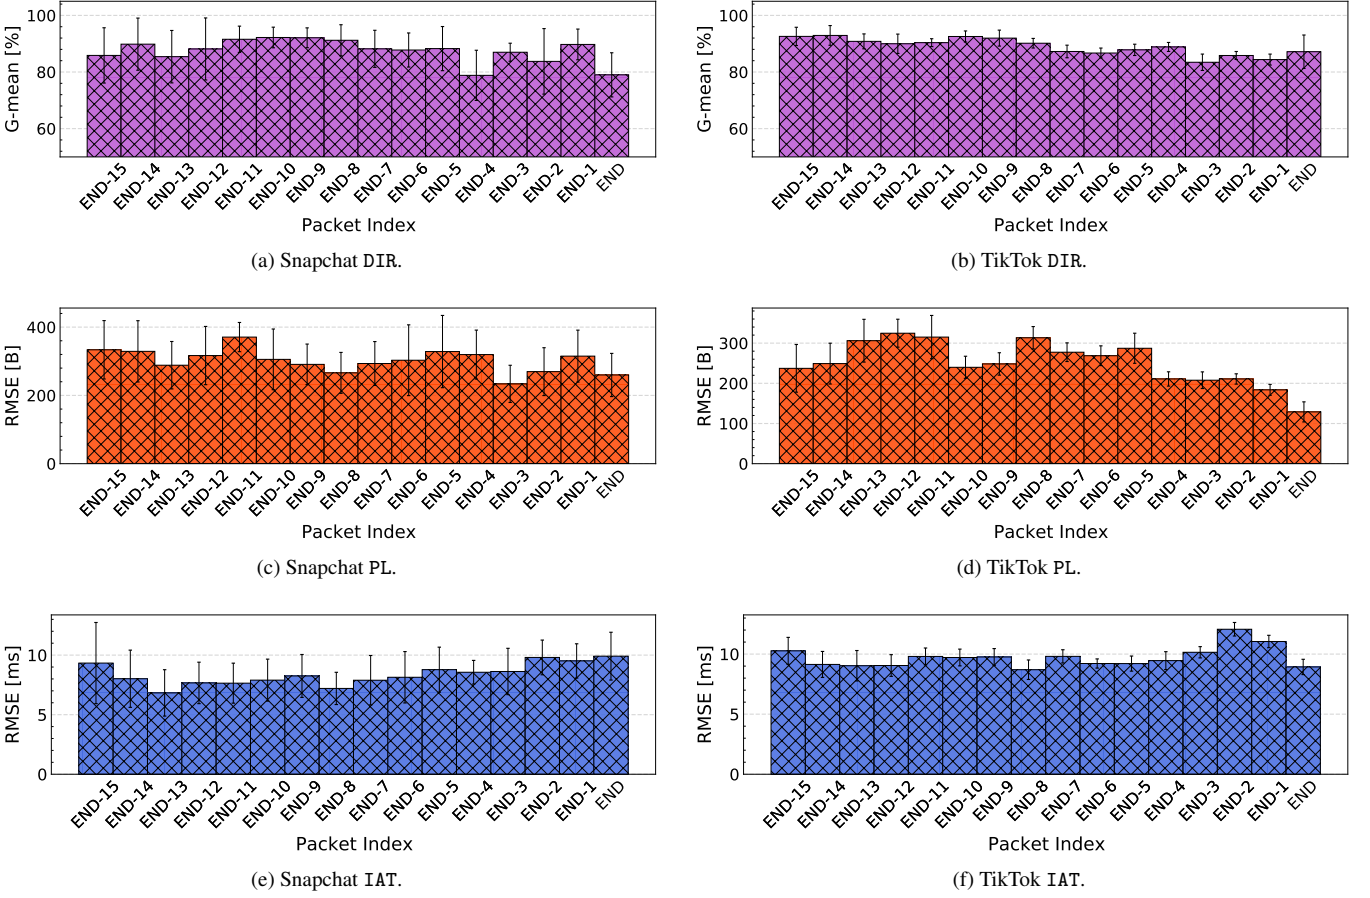 100
80
60
G-mean [%]
END-15
END-14
END-13
END-12
END-11
END-10
END-9
END-8
END-7
END-6
END-5
END-4
END-3
END-2
END-1
END
Packet Index
(a) Snapchat DIR.
100
80
60
G-mean [%]
END-15
END-14
END-13
END-12
END-11
END-10
END-9
END-8
END-7
END-6
END-5
END-4
END-3
END-2
END-1
END
Packet Index
(b) TikTok DIR.
400
200
0
RMSE [B]
END-15
END-14
END-13
END-12
END-11
END-10
END-9
END-8
END-7
END-6
END-5
END-4
END-3
END-2
END-1
END
Packet Index
(c) Snapchat PL.
300
200
100
0
RMSE [B]
END-15
END-14
END-13
END-12
END-11
END-10
END-9
END-8
END-7
END-6
END-5
END-4
END-3
END-2
END-1
END
Packet Index
(d) TikTok PL.
10
5
0
RMSE [ms]
END-15
END-14
END-13
END-12
END-11
END-10
END-9
END-8
END-7
END-6
END-5
END-4
END-3
END-2
END-1
END
Packet Index
(e) Snapchat IAT.
10
5
0
RMSE [ms]
END-15
END-14
END-13
END-12
END-11
END-10
END-9
END-8
END-7
END-6
END-5
END-4
END-3
END-2
END-1
END
Packet Index
(f) TikTok IAT.